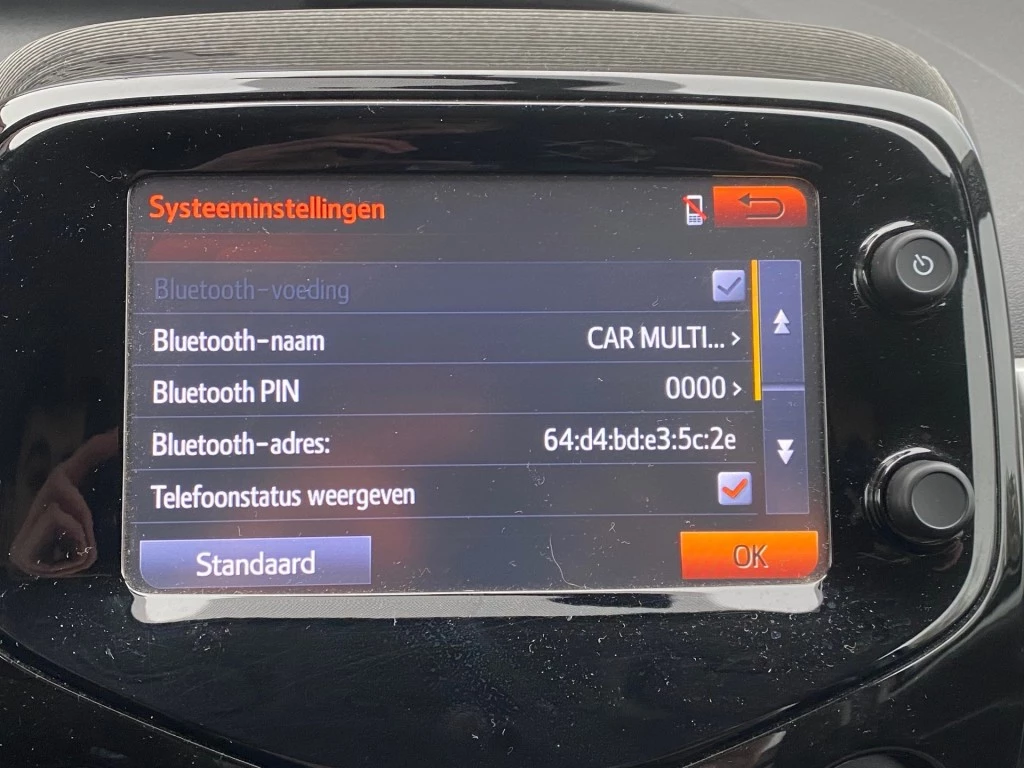 Systeeminstellingen
Bluetooth-voeding
Bluetooth-naam CAR MULTI... >
Bluetooth PIN 0000 >
Bluetooth-adres: 64:d4:bd:e3:5c:2e
Telefoonstatus weergeven
Standaard OK